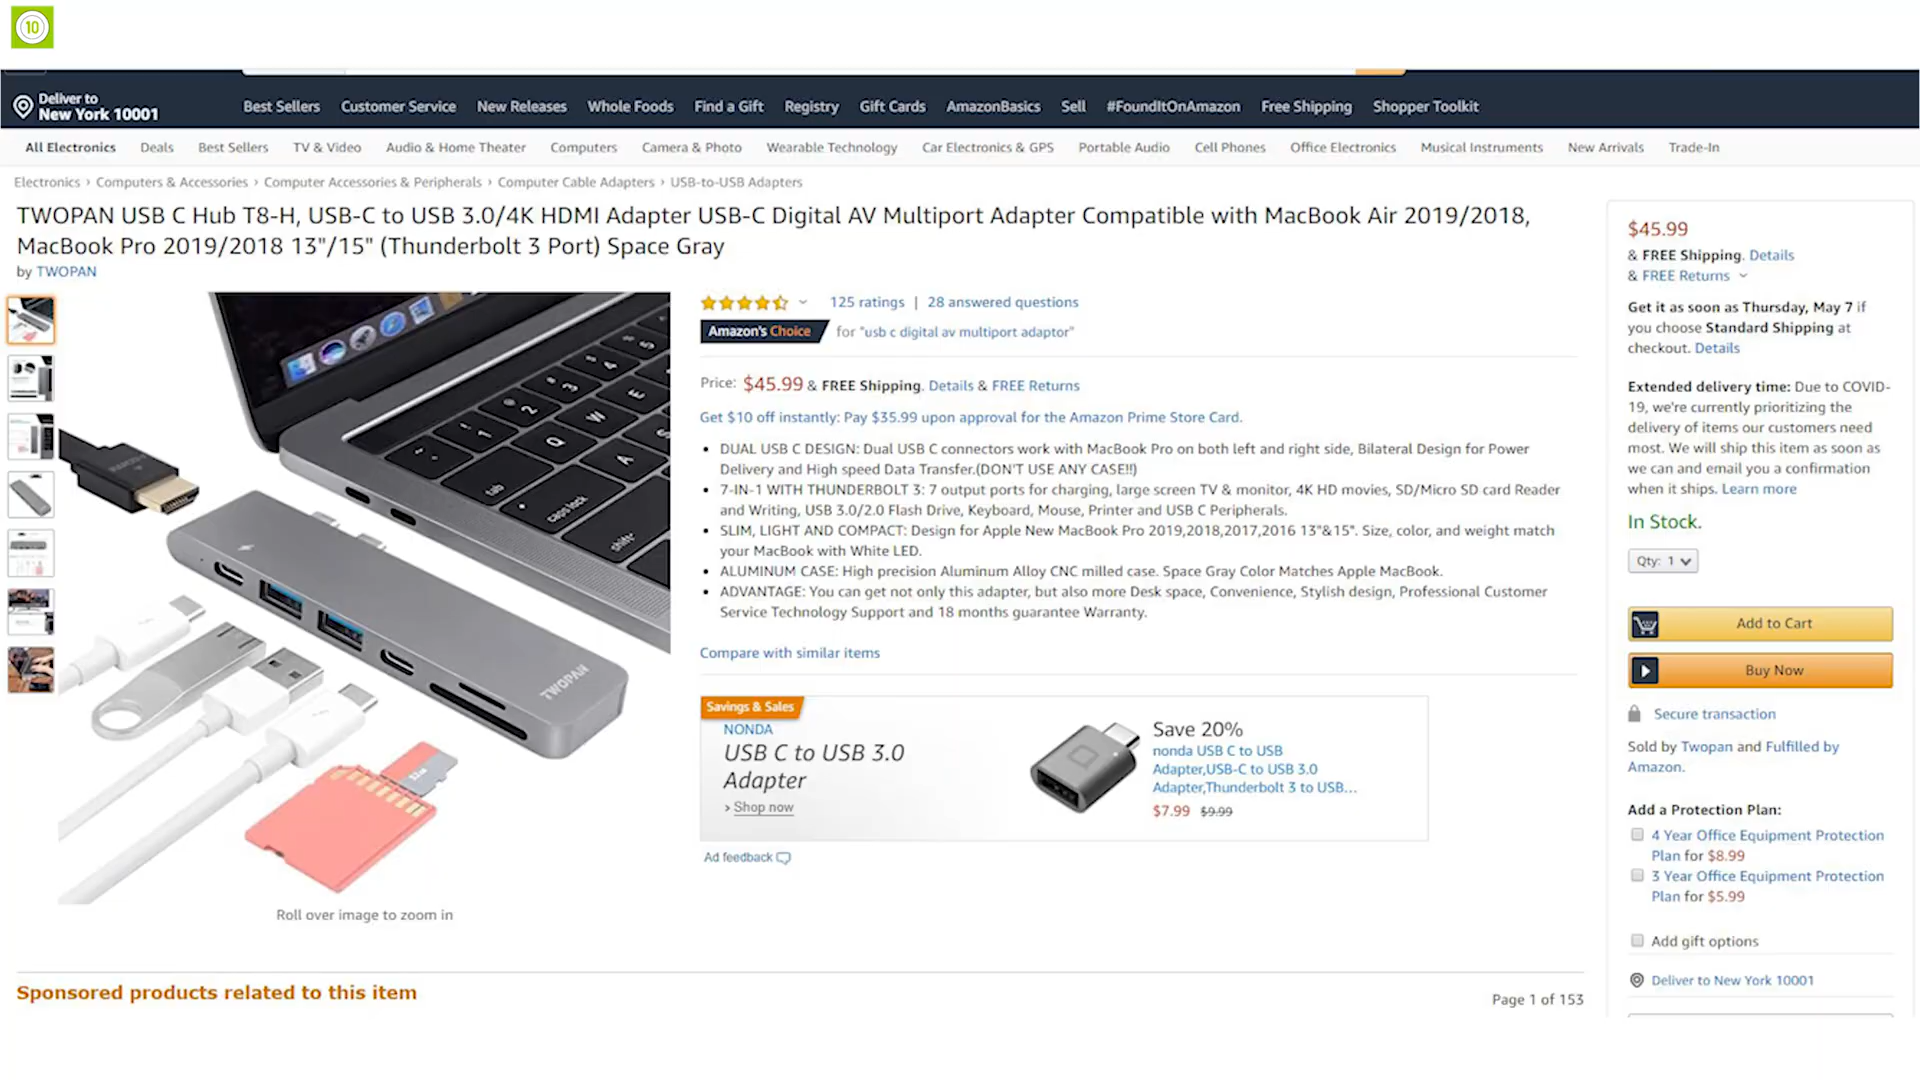 10
Deliver to
New York 10001
Best Sellers Customer Service New Releases Whole Foods Find a Gift Registry Gift Cards AmazonBasics Sell #FoundItOnAmazon Free Shipping Shopper Toolkit
All Electronics Deals Best Sellers TV & Video Audio & Home Theater Computers Camera & Photo Wearable Technology Car Electronics & GPS Portable Audio Cell Phones Office Electronics Musical Instruments New Arrivals Trade-In
Electronics › Computers & Accessories › Computer Accessories & Peripherals › Computer Cable Adapters › USB-to-USB Adapters
TWOPAN USB C Hub T8-H, USB-C to USB 3.0/4K HDMI Adapter USB-C Digital AV Multiport Adapter Compatible with MacBook Air 2019/2018,
MacBook Pro 2019/2018 13"/15" (Thunderbolt 3 Port) Space Gray
by TWOPAN
tab
caps lock
shift
Q
W
A
1
2
3
4
5
TWOPAN
Roll over image to zoom in
125 ratings | 28 answered questions
Amazon's Choice for "usb c digital av multiport adaptor"
Price: $45.99 & FREE Shipping. Details & FREE Returns
Get $10 off instantly: Pay $35.99 upon approval for the Amazon Prime Store Card.
• DUAL USB C DESIGN: Dual USB C connectors work with MacBook Pro on both left and right side, Bilateral Design for Power
Delivery and High speed Data Transfer.(DON'T USE ANY CASE!!)
• 7-IN-1 WITH THUNDERBOLT 3: 7 output ports for charging, large screen TV & monitor, 4K HD movies, SD/Micro SD card Reader
and Writing, USB 3.0/2.0 Flash Drive, Keyboard, Mouse, Printer and USB C Peripherals.
• SLIM, LIGHT AND COMPACT: Design for Apple New MacBook Pro 2019,2018,2017,2016 13"&15". Size, color, and weight match
your MacBook with White LED.
• ALUMINUM CASE: High precision Aluminum Alloy CNC milled case. Space Gray Color Matches Apple MacBook.
• ADVANTAGE: You can get not only this adapter, but also more Desk space, Convenience, Stylish design, Professional Customer
Service Technology Support and 18 months guarantee Warranty.
Compare with similar items
Savings & Sales
NONDA
USB C to USB 3.0
Adapter
› Shop now
Save 20%
nonda USB C to USB
Adapter,USB-C to USB 3.0
Adapter,Thunderbolt 3 to USB...
$7.99 $9.99
Ad feedback
$45.99
& FREE Shipping. Details
& FREE Returns
Get it as soon as Thursday, May 7 if
you choose Standard Shipping at
checkout. Details
Extended delivery time: Due to COVID-
19, we're currently prioritizing the
delivery of items our customers need
most. We will ship this item as soon as
we can and email you a confirmation
when it ships. Learn more
In Stock.
Qty: 1
Add to Cart
Buy Now
Secure transaction
Sold by Twopan and Fulfilled by
Amazon.
Add a Protection Plan:
4 Year Office Equipment Protection
Plan for $8.99
3 Year Office Equipment Protection
Plan for $5.99
Add gift options
Deliver to New York 10001
Sponsored products related to this item
Page 1 of 153